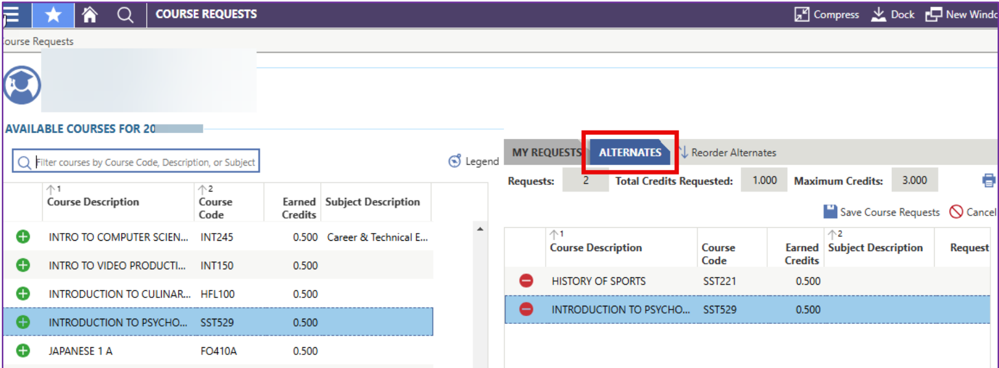 COURSE REQUESTS
Compress
Dock
New Windo
ourse Requests
AVAILABLE COURSES FOR 20
Filter courses by Course Code, Description, or Subject
Legend
1
Course Description
2
Course Code
Earned Credits
Subject Description
INTRO TO COMPUTER SCIEN... INT245 0.500 Career & Technical E...
INTRO TO VIDEO PRODUCTI... INT150 0.500
INTRODUCTION TO CULINAR... HFL100 0.500
INTRODUCTION TO PSYCHO... SST529 0.500
JAPANESE 1 A FO410A 0.500
MY REQUESTS
ALTERNATES
Reorder Alternates
Requests: 2 Total Credits Requested: 1.000 Maximum Credits: 3.000
Save Course Requests
Cancel
1
Course Description
Course Code
Earned Credits
2
Subject Description
Request
HISTORY OF SPORTS SST221 0.500
INTRODUCTION TO PSYCHO... SST529 0.500